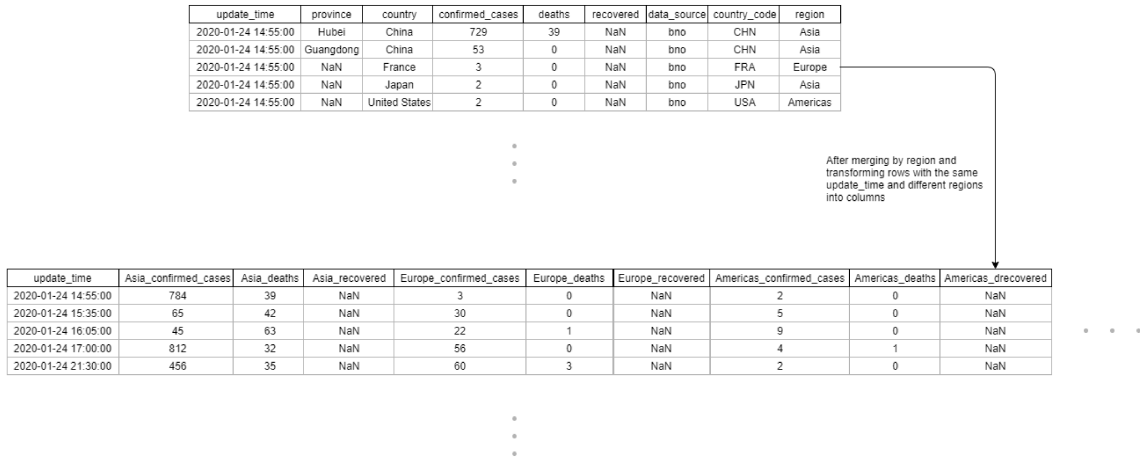 update_time province country confirmed_cases deaths recovered data_source country_code region
2020-01-24 14:55:00 Hubei China 729 39 NaN bno CHN Asia
2020-01-24 14:55:00 Guangdong China 53 0 NaN bno CHN Asia
2020-01-24 14:55:00 NaN France 3 0 NaN bno FRA Europe
2020-01-24 14:55:00 NaN Japan 2 0 NaN bno JPN Asia
2020-01-24 14:55:00 NaN United States 2 0 NaN bno USA Americas
After merging by region and
transforming rows with the same
update_time and different regions
into columns
update_time Asia_confirmed_cases Asia_deaths Asia_recovered Europe_confirmed_cases Europe_deaths Europe_recovered Americas_confirmed_cases Americas_deaths Americas_drecovered
2020-01-24 14:55:00 784 39 NaN 3 0 NaN 2 0 NaN
2020-01-24 15:35:00 65 42 NaN 30 0 NaN 5 0 NaN
2020-01-24 16:05:00 45 63 NaN 22 1 NaN 9 0 NaN
2020-01-24 17:00:00 812 32 NaN 56 0 NaN 4 1 NaN
2020-01-24 21:30:00 456 35 NaN 60 3 NaN 2 0 NaN